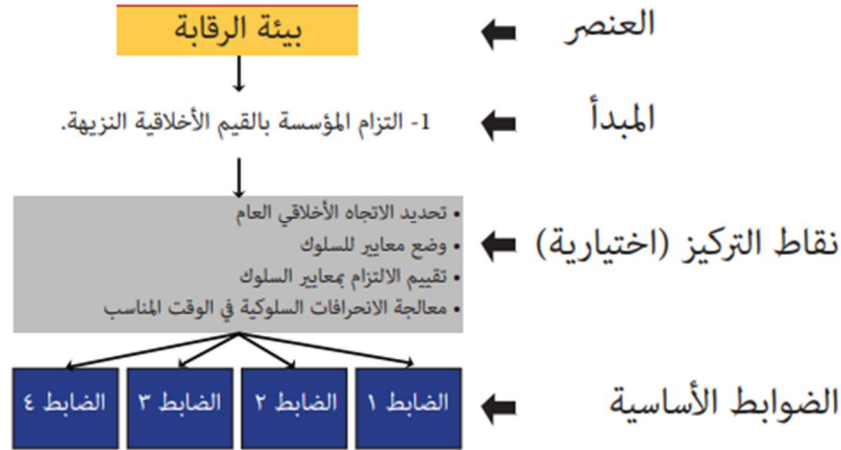 العنصر
بيئة الرقابة
المبدأ
1- التزام المؤسسة بالقيم الأخلاقية النزيهة.
نقاط التركيز (اختيارية)
• تحديد الاتجاه الأخلاقي العام
• وضع معايير للسلوك
• تقييم الالتزام بمعايير السلوك
• معالجة الانحرافات السلوكية في الوقت المناسب
الضوابط الأساسية
الضابط ١
الضابط ٢
الضابط ٣
الضابط ٤